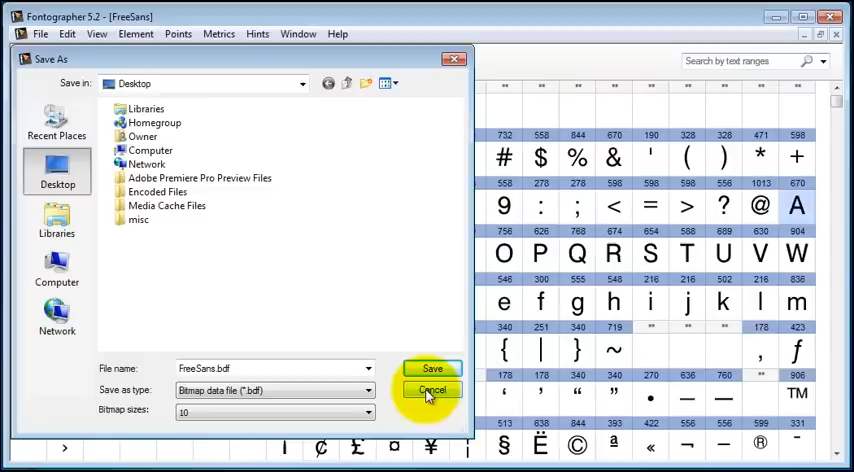 Fontographer 5.2 - [FreeSans]
File Edit View Element Points Metrics Hints Window Help
Save As
Save in: Desktop
Search by text ranges
Recent Places
Desktop
Libraries
Computer
Network
Libraries
Homegroup
Owner
Computer
Network
Adobe Premiere Pro Preview Files
Encoded Files
Media Cache Files
misc
File name: FreeSans.bdf
Save as type: Bitmap data file (*.bdf)
Bitmap sizes: 10
Save
Cancel
732 558 844 670 190 328 328 471 598
# $ % & ' ( ) * +
558 278 278 598 598 598 556 1013 670
9 : ; < = > ? @ A
756 626 768 674 654 588 689 630 904
O P Q R S T U V W
546 300 555 548 216 216 502 216 836
e f g h i j k l m
340 251 340 719 ** ** ** 178 423
{ | } ~ ‚ ƒ
178 178 340 340 270 636 760 ** 906
‘ ’ “ ” • – — ™
513 638 844 393 422 670 556 599 331
› ¡ ¢ £ ¤ ¥ ¦ § Ë © ª « ¬ ® ¯